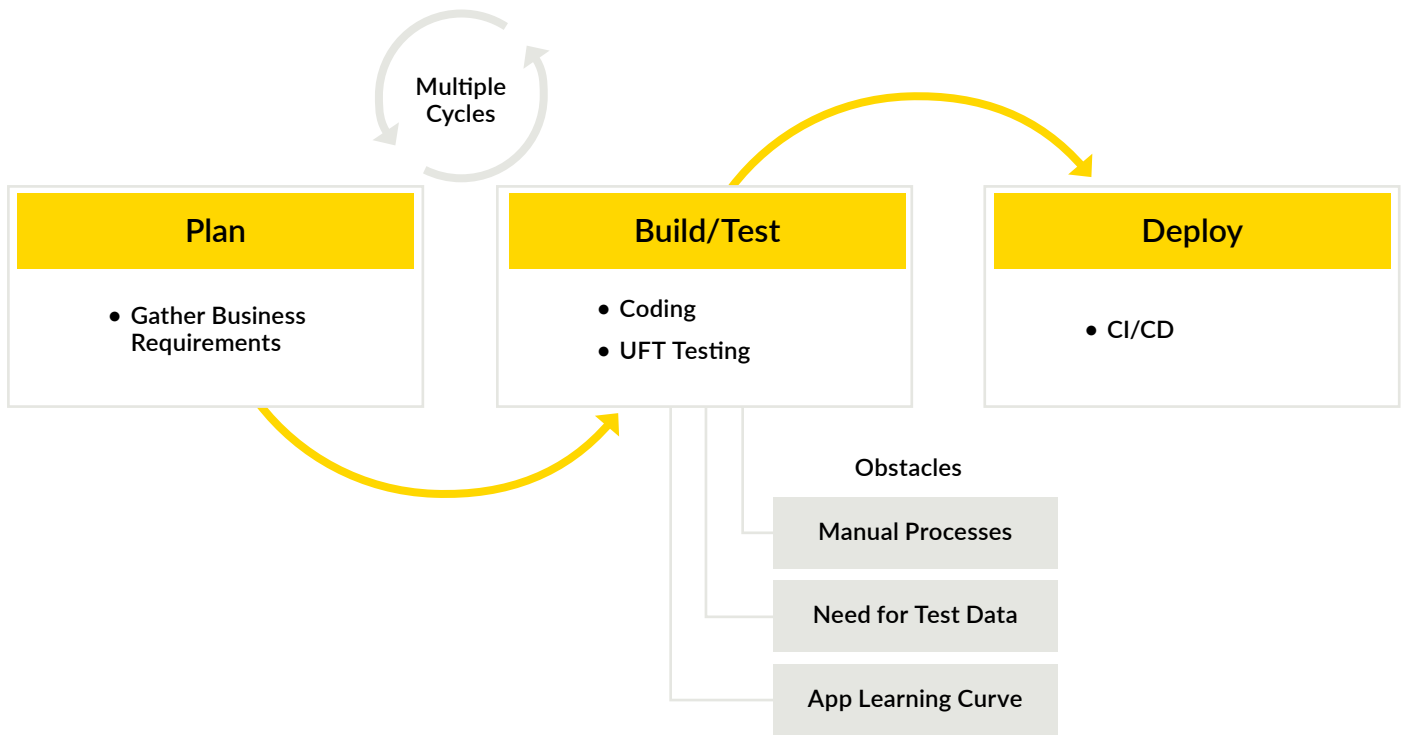 Multiple
Cycles
Plan
• Gather Business
Requirements
Build/Test
• Coding
• UFT Testing
Deploy
• CI/CD
Obstacles
Manual Processes
Need for Test Data
App Learning Curve